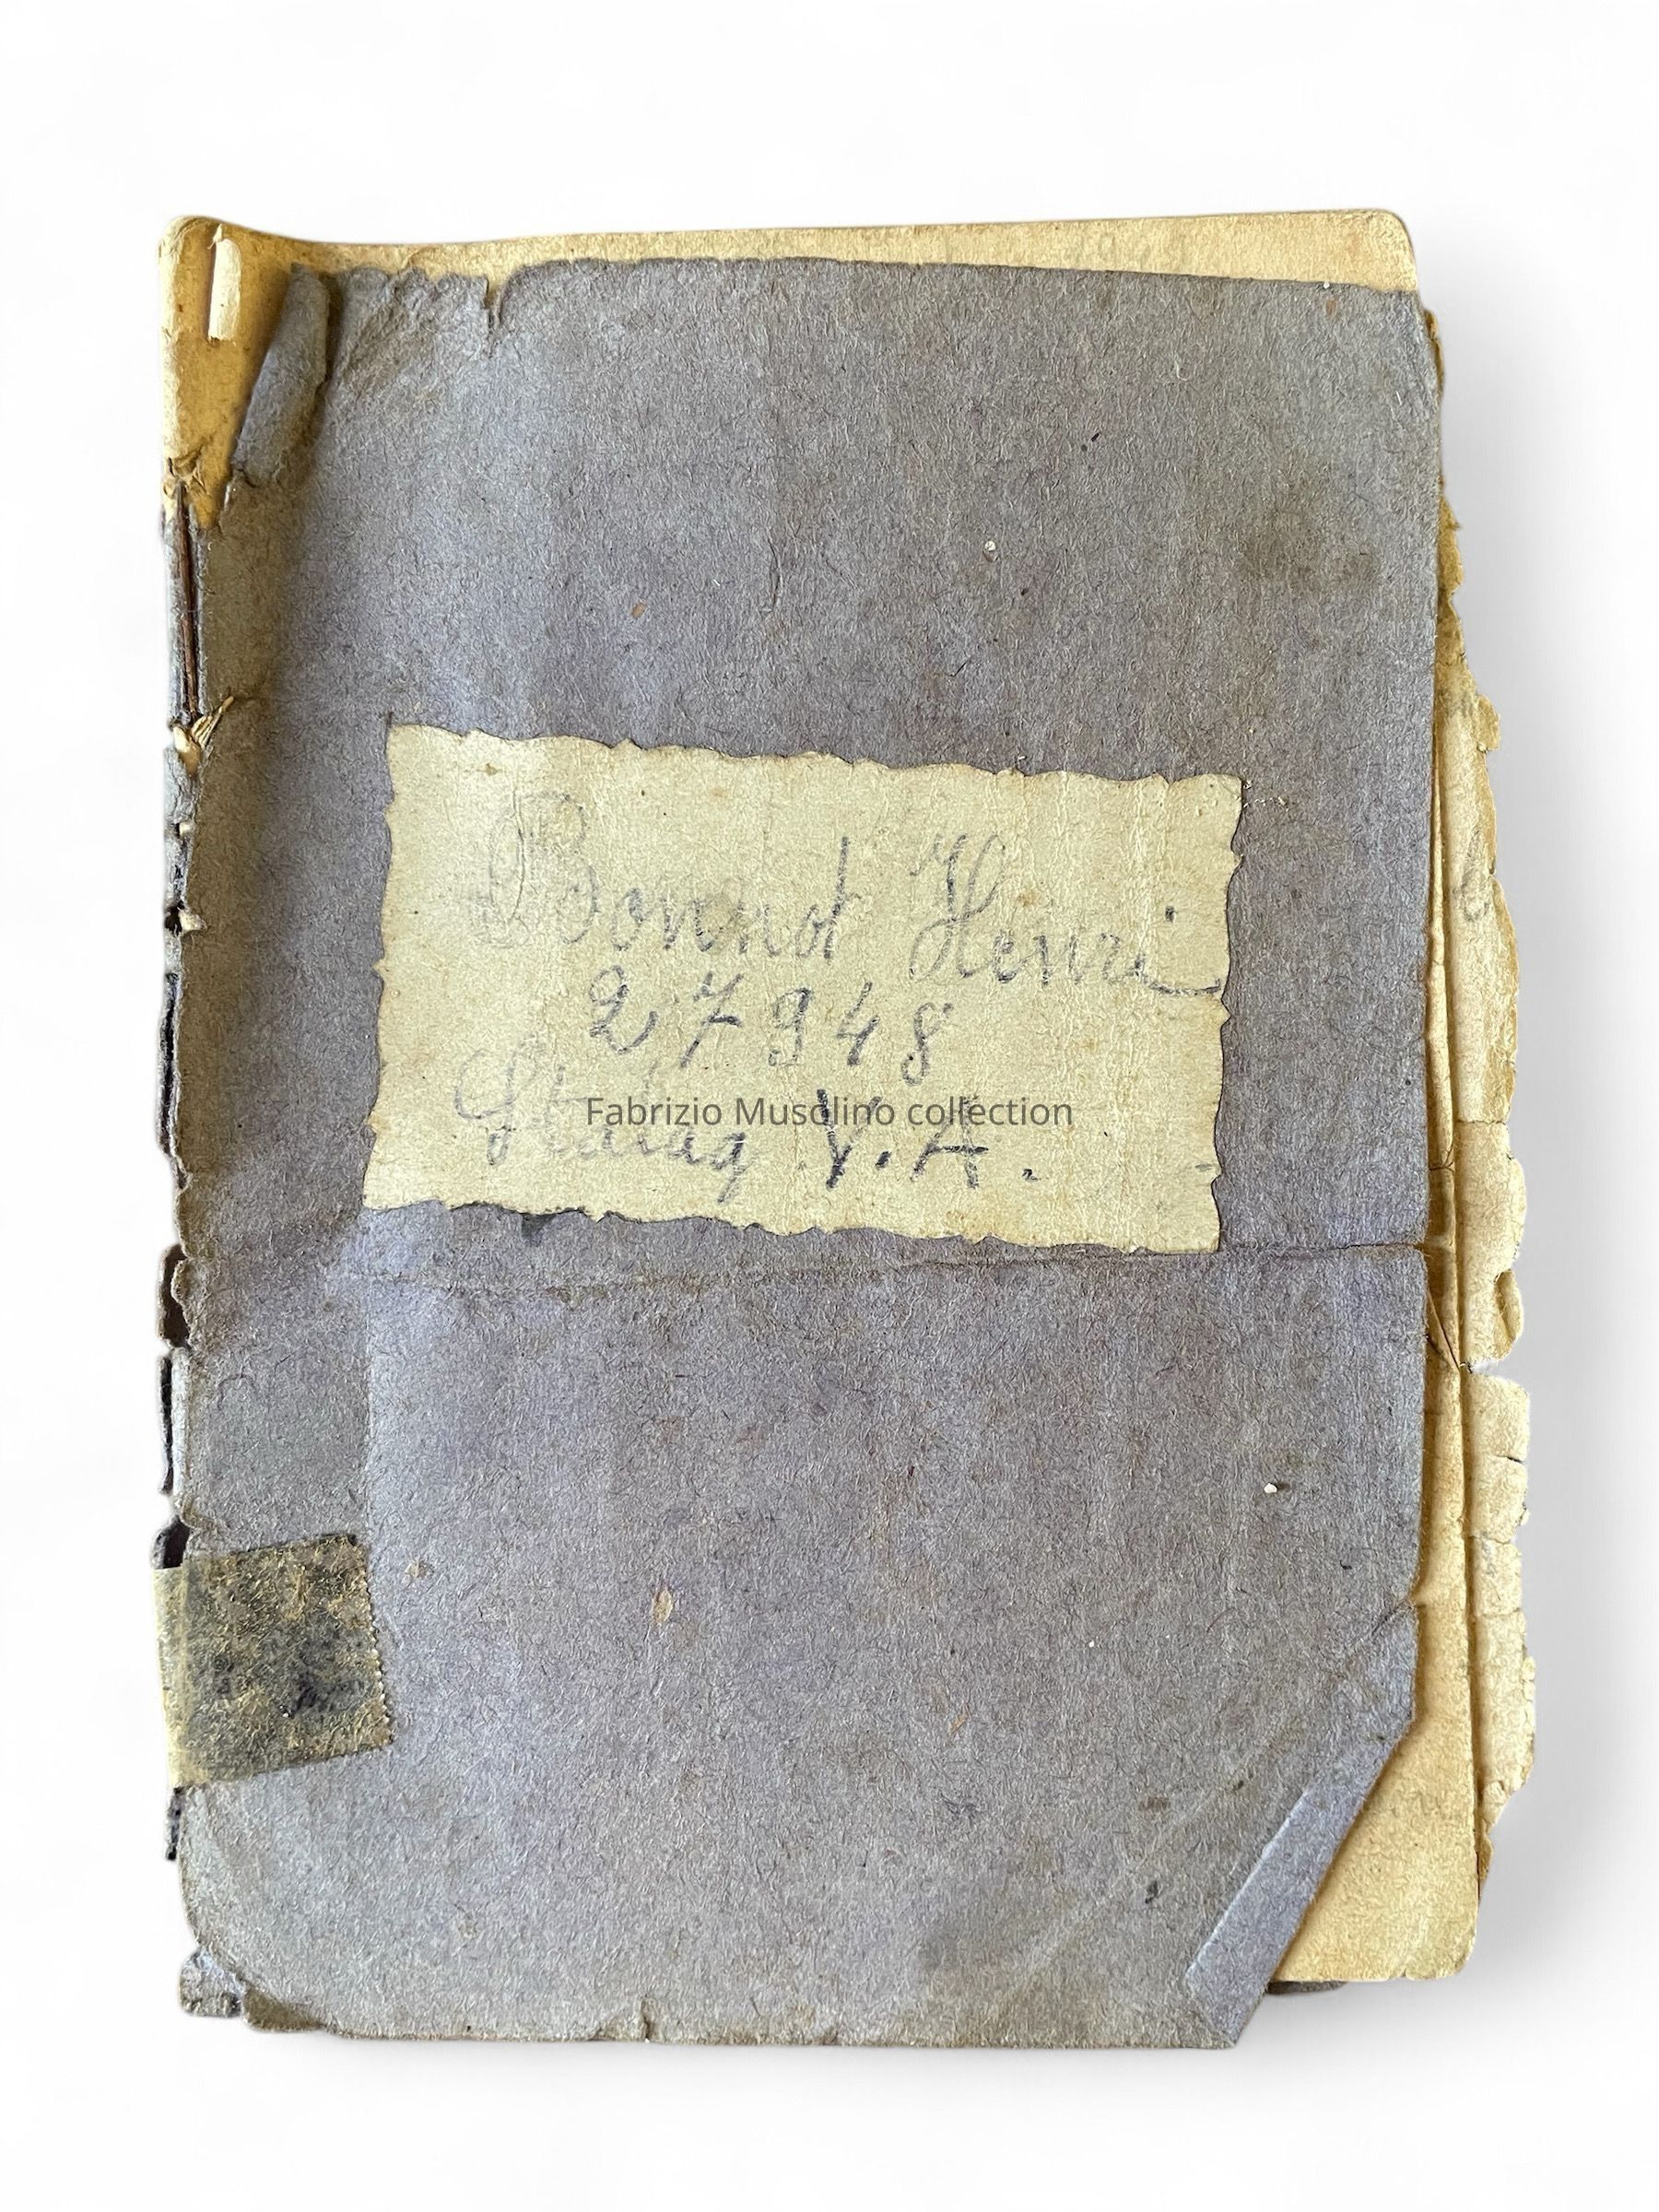 Bonnot Henri
27948
Stalag V.A.
Fabrizio Musolino collection